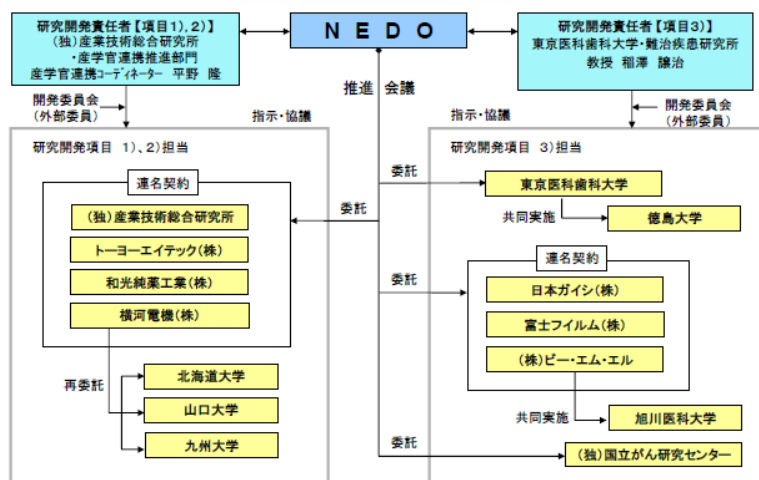 研究開発責任者【項目1), 2)】
(独)産業技術総合研究所
・産学官連携推進部門
産学官連携コーディネーター 平野 隆
NEDO
研究開発責任者【項目3)】
東京医科歯科大学・難治疾患研究所
教授 稲澤 譲治
開発委員会
(外部委員)
推進 会議
開発委員会
(外部委員)
指示・協議
指示・協議
研究開発項目 1)、2)担当
連名契約
(独)産業技術総合研究所
トーヨーエイテック(株)
和光純薬工業(株)
横河電機(株)
再委託
北海道大学
山口大学
九州大学
委託
研究開発項目 3)担当
委託
東京医科歯科大学
共同実施
徳島大学
委託
連名契約
日本ガイシ(株)
富士フイルム(株)
(株)ビー・エム・エル
共同実施
旭川医科大学
委託
(独)国立がん研究センター